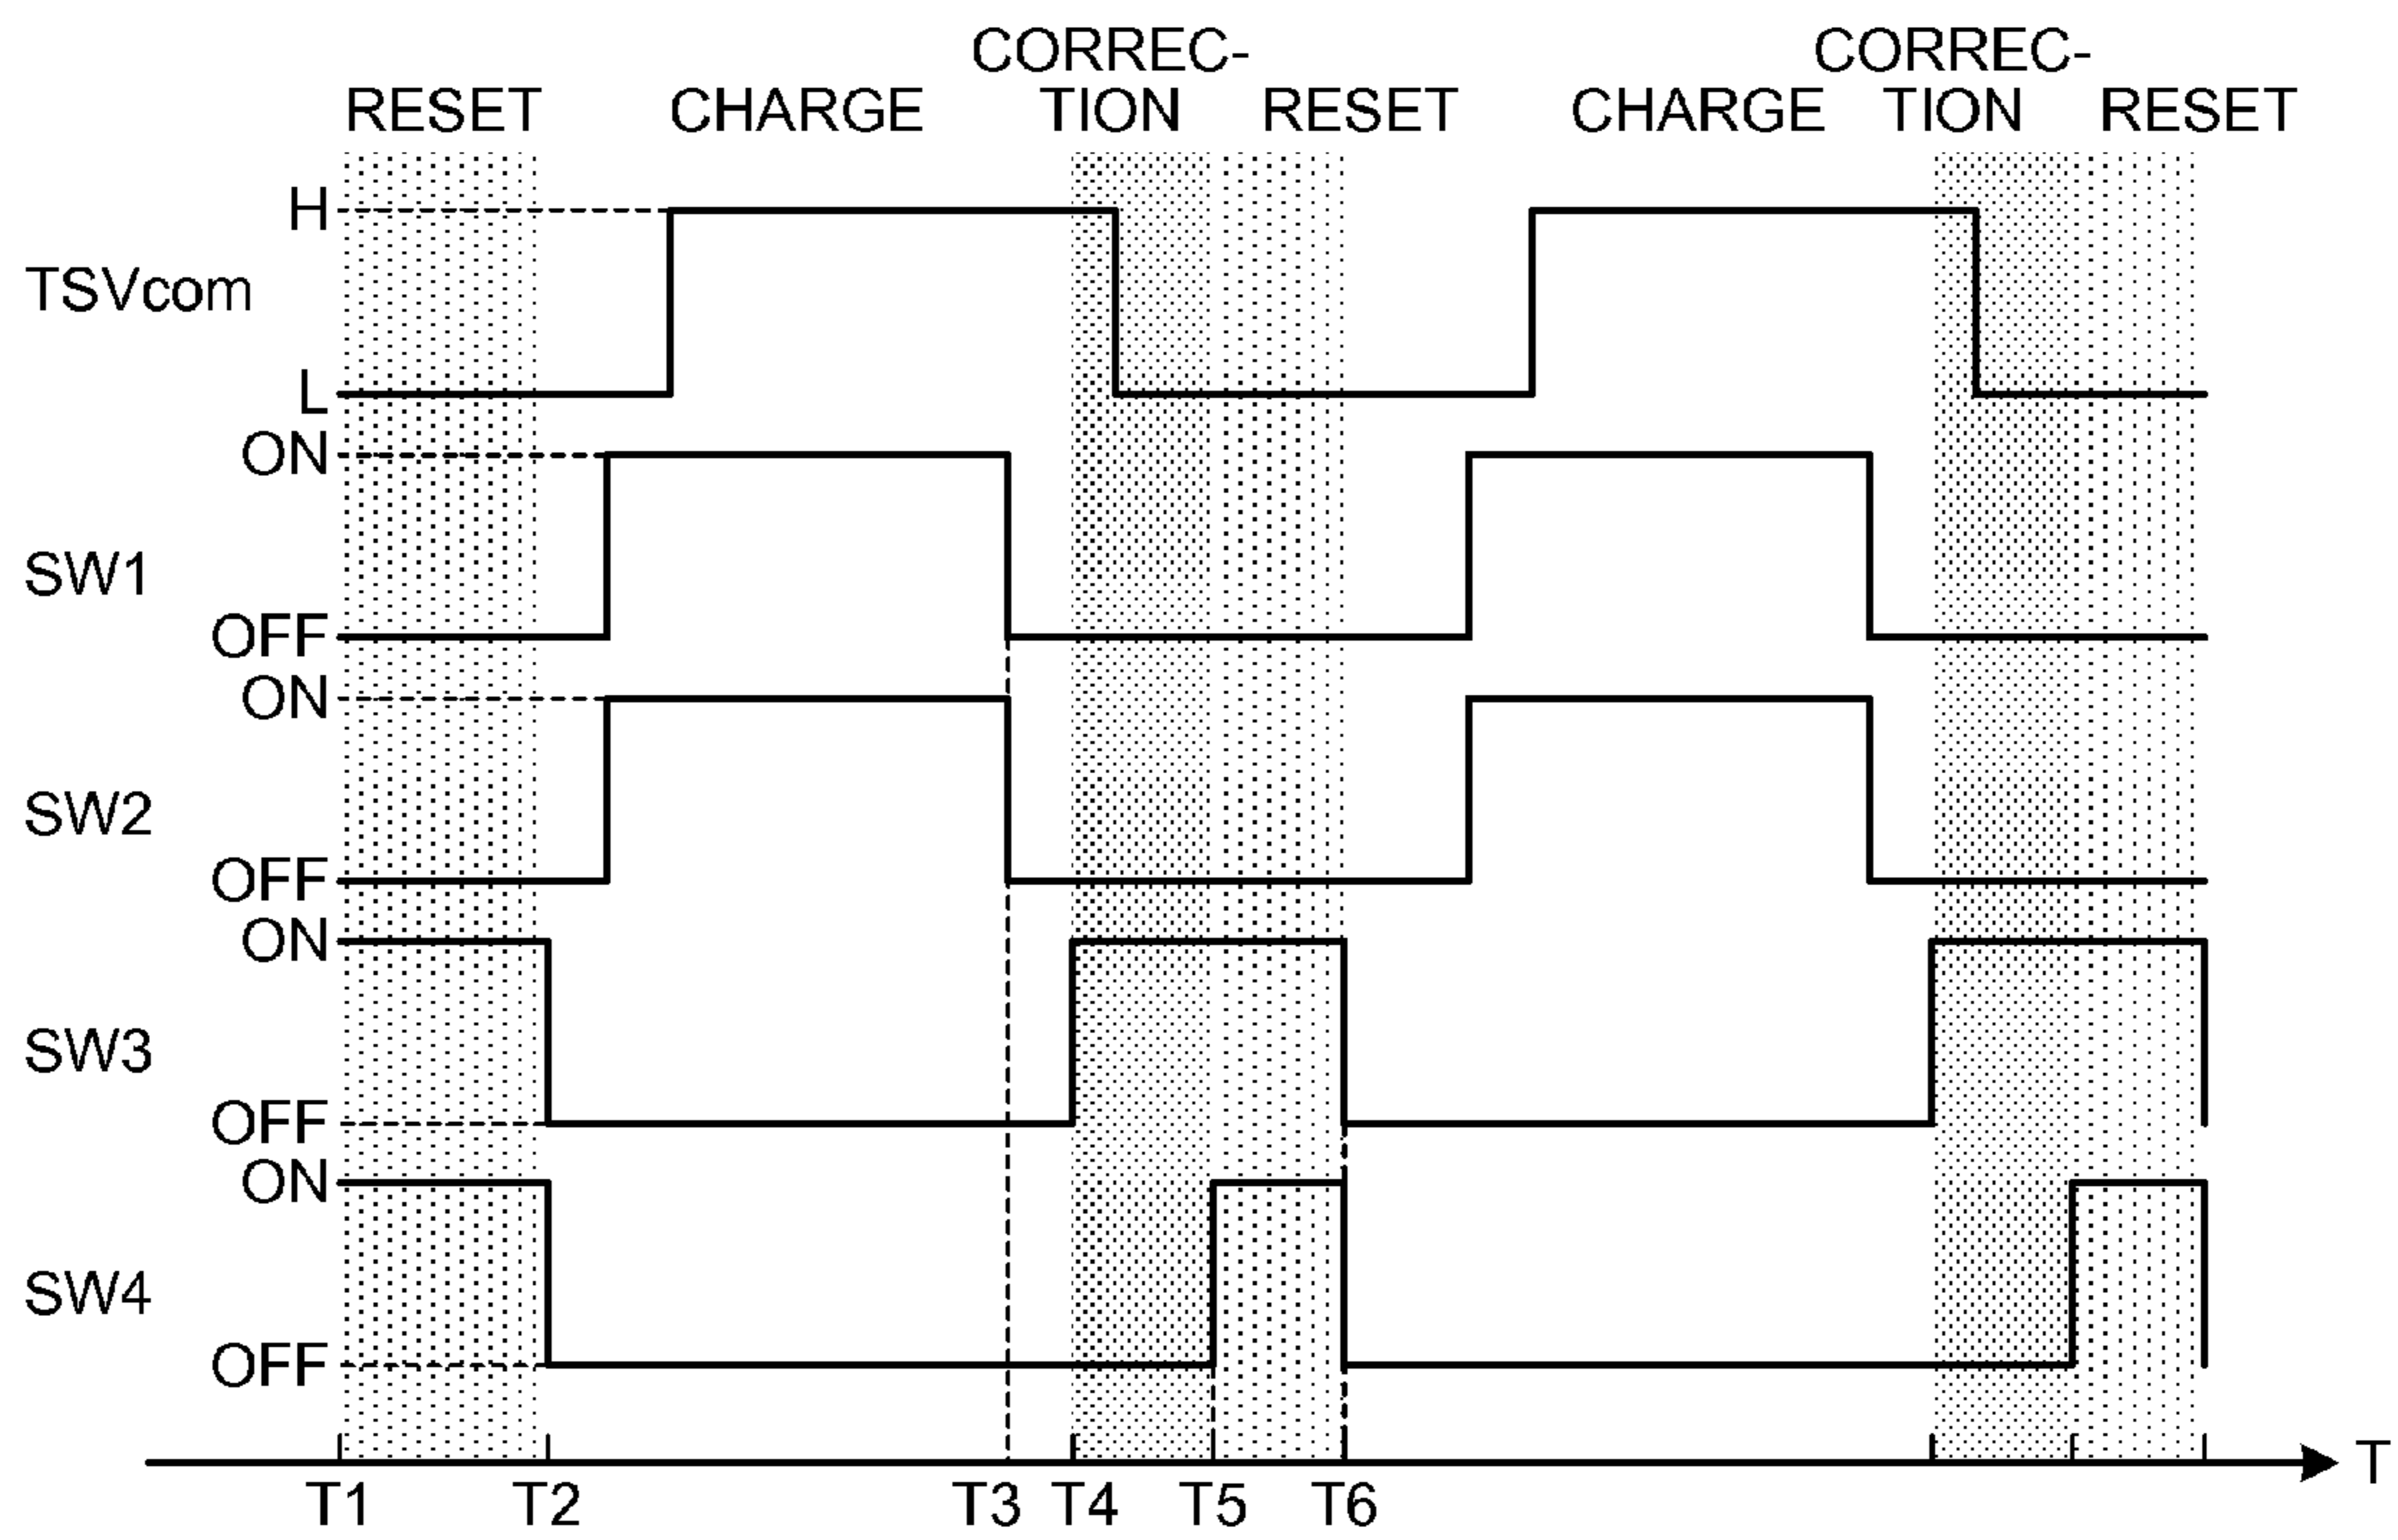 CORREC-
CORREC-
RESET CHARGE TION RESET CHARGE TION RESET
H
TSVcom
L
ON
SW1
OFF
ON
SW2
OFF
ON
SW3
OFF
ON
SW4
OFF
T
T1 T2 T3 T4 T5 T6